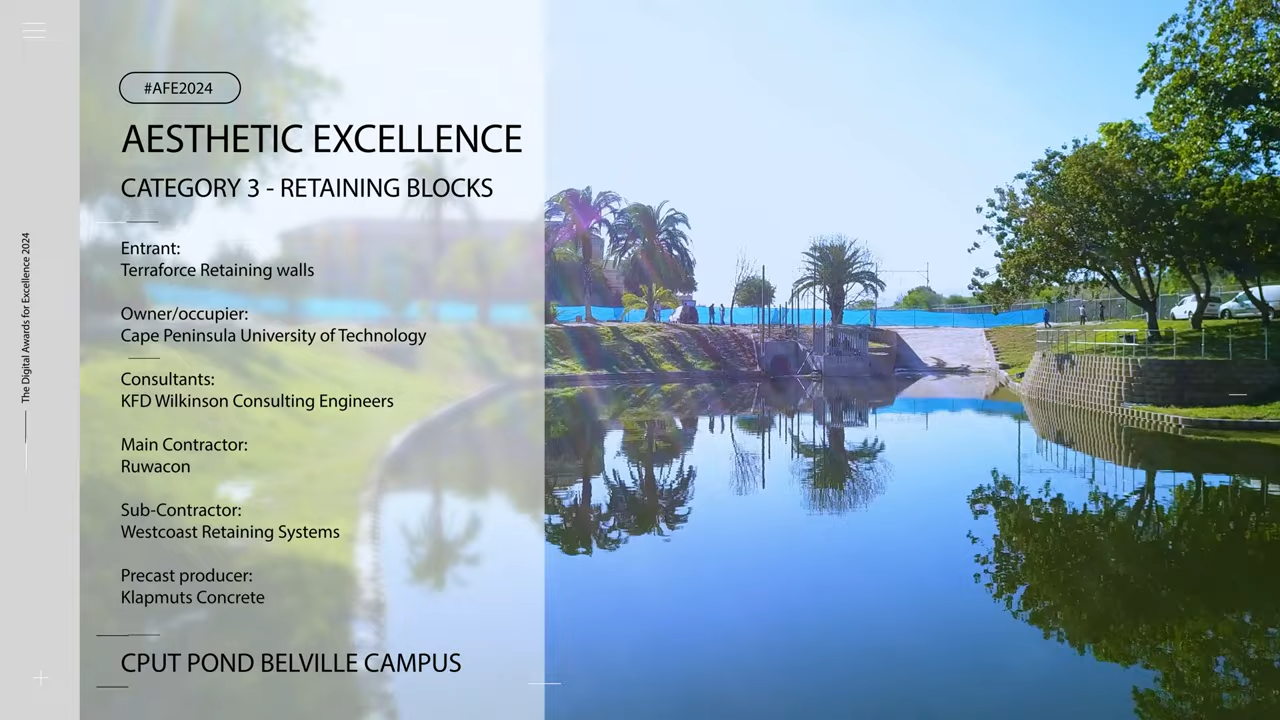 #AFE2024
AESTHETIC EXCELLENCE
CATEGORY 3 - RETAINING BLOCKS
Entrant:
Terraforce Retaining walls
Owner/occupier:
Cape Peninsula University of Technology
Consultants:
KFD Wilkinson Consulting Engineers
Main Contractor:
Ruwacon
Sub-Contractor:
Westcoast Retaining Systems
Precast producer:
Klapmuts Concrete
CPUT POND BELVILLE CAMPUS
The Digital Awards for Excellence 2024